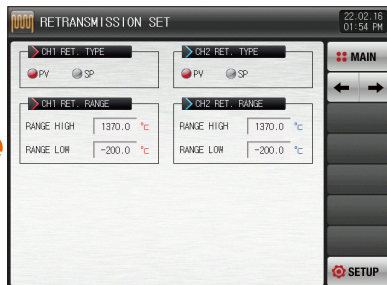 RETRANSMISSION SET
22.02.16
01:54 PM
CH1 RET. TYPE
PV SP
CH2 RET. TYPE
PV SP
CH1 RET. RANGE
RANGE HIGH 1370.0 °C
RANGE LOW -200.0 °C
CH2 RET. RANGE
RANGE HIGH 1370.0 °C
RANGE LOW -200.0 °C
MAIN
SETUP